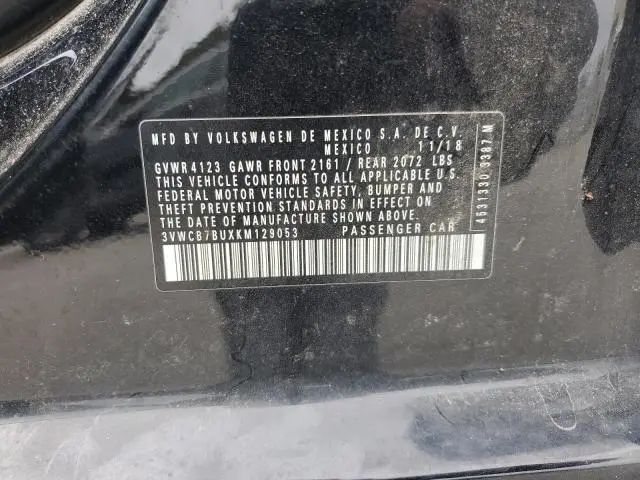 MFD BY VOLKSWAGEN DE MEXICO S.A. DE C.V.
MEXICO 11/18
GVWR 4123 GAWR FRONT 2161 / REAR 2072 LBS
THIS VEHICLE CONFORMS TO ALL APPLICABLE U.S.
FEDERAL MOTOR VEHICLE SAFETY, BUMPER AND
THEFT PREVENTION STANDARDS IN EFFECT ON
THE DATE OF MANUFACTURE SHOWN ABOVE.
3VWCB7BUXKM129053 PASSENGER CAR
4531330 3387 M